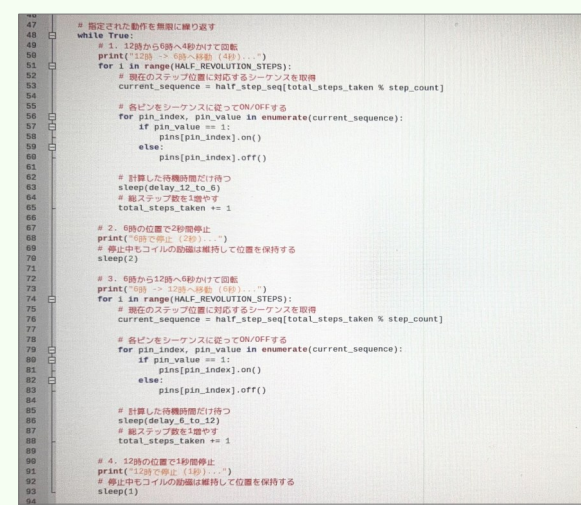 47 # 指定された動作を無限に繰り返す
48 while True:
49 # 1. 12時から6時へ4秒かけて回転
50 print("12時 -> 6時へ移動 (4秒)...")
51 for i in range(HALF_REVOLUTION_STEPS):
52 # 現在のステップ位置に対応するシーケンスを取得
53 current_sequence = half_step_seq[total_steps_taken % step_count]
54
55 # 各ピンをシーケンスに従ってON/OFFする
56 for pin_index, pin_value in enumerate(current_sequence):
57 if pin_value == 1:
58 pins[pin_index].on()
59 else:
60 pins[pin_index].off()
61
62 # 計算した待機時間だけ待つ
63 sleep(delay_12_to_6)
64 # 総ステップ数を1増やす
65 total_steps_taken += 1
66
67 # 2. 6時の位置で2秒間停止
68 print("6時で停止 (2秒)...")
69 # 停止中もコイルの励磁は維持して位置を保持する
70 sleep(2)
71
72 # 3. 6時から12時へ6秒かけて回転
73 print("6時 -> 12時へ移動 (6秒)...")
74 for i in range(HALF_REVOLUTION_STEPS):
75 # 現在のステップ位置に対応するシーケンスを取得
76 current_sequence = half_step_seq[total_steps_taken % step_count]
77
78 # 各ピンをシーケンスに従ってON/OFFする
79 for pin_index, pin_value in enumerate(current_sequence):
80 if pin_value == 1:
81 pins[pin_index].on()
82 else:
83 pins[pin_index].off()
84
85 # 計算した待機時間だけ待つ
86 sleep(delay_6_to_12)
87 # 総ステップ数を1増やす
88 total_steps_taken += 1
89
90 # 4. 12時の位置で1秒間停止
91 print("12時で停止 (1秒)...")
92 # 停止中もコイルの励磁は維持して位置を保持する
93 sleep(1)
94